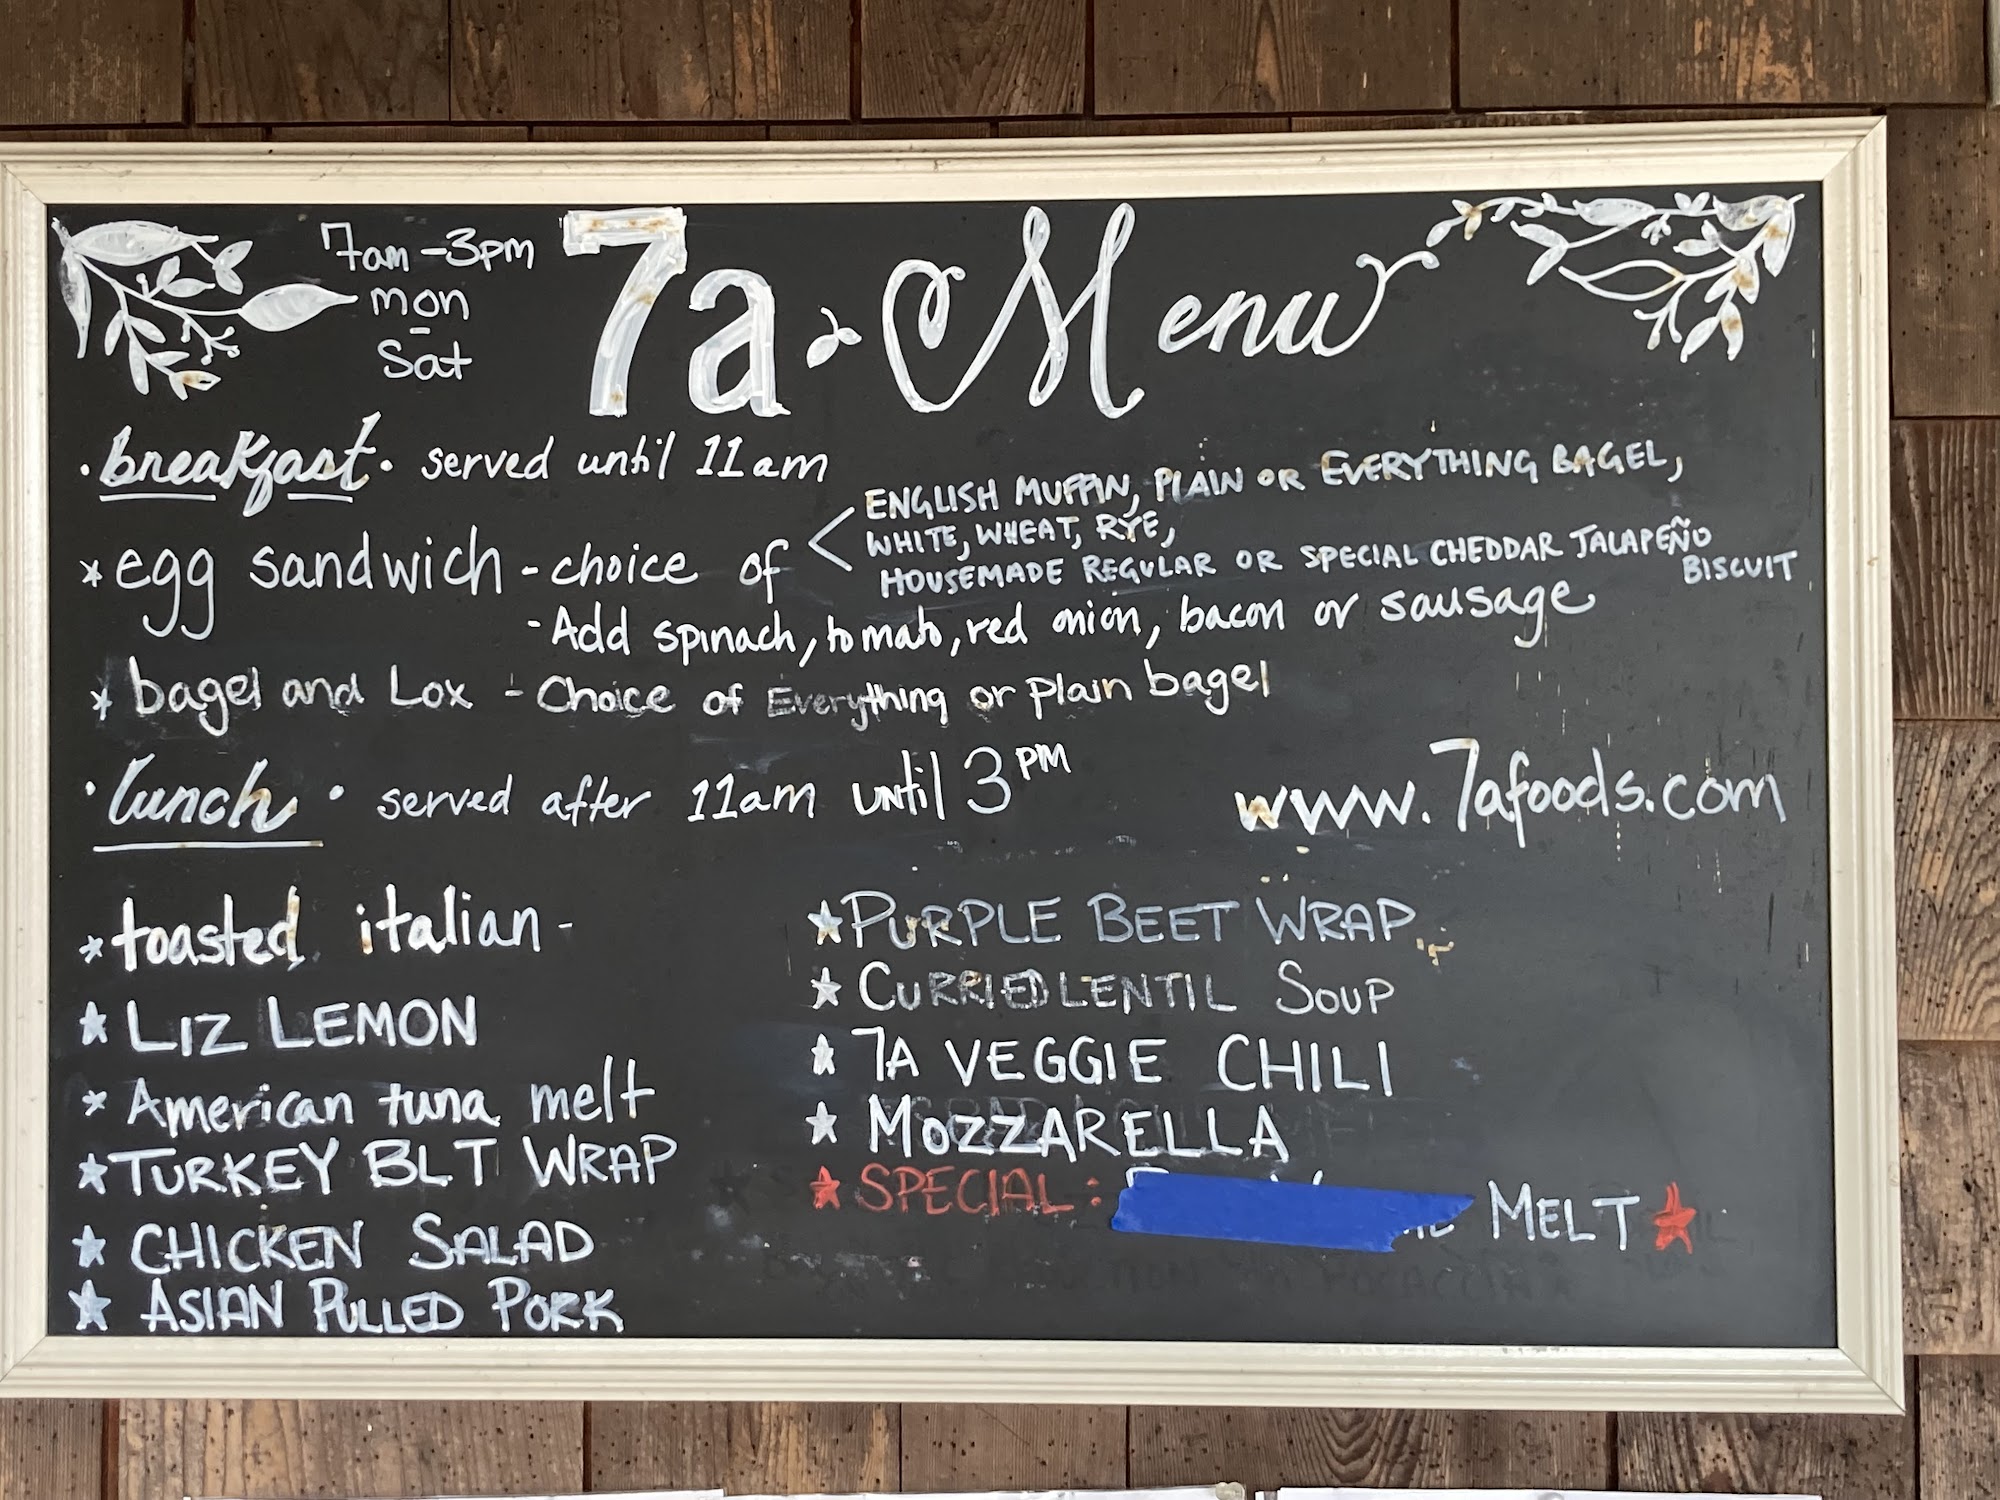 7am - 3pm
mon
-
Sat
7a Menu
· breakfast · served until 11am
* egg sandwich - choice of < ENGLISH MUFFIN, PLAIN OR EVERYTHING BAGEL,
WHITE, WHEAT, RYE,
HOUSEMADE REGULAR OR SPECIAL CHEDDAR JALAPEÑO
BISCUIT
- Add spinach, tomato, red onion, bacon or sausage
* bagel and Lox - Choice of Everything or Plain bagel
· lunch · served after 11am until 3PM
www.7afoods.com
* toasted italian -
★ LIZ LEMON
* American tuna melt
★ TURKEY BLT WRAP
★ CHICKEN SALAD
★ ASIAN PULLED PORK
★ PURPLE BEET WRAP
★ CURRIED LENTIL SOUP
★ 7A VEGGIE CHILI
★ MOZZARELLA
★ SPECIAL: MELT ★